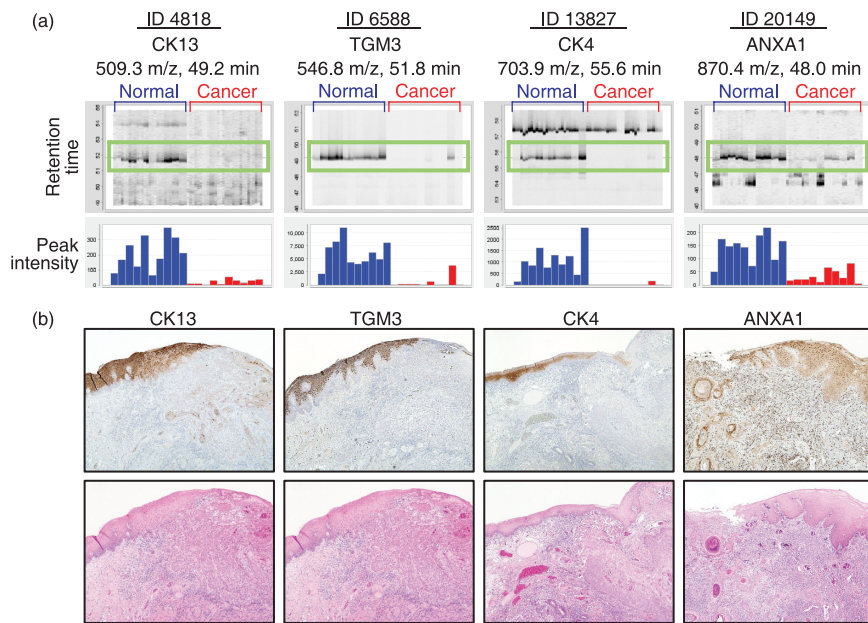 (a)
ID 4818 ID 6588 ID 13827 ID 20149
CK13 TGM3 CK4 ANXA1
509.3 m/z, 49.2 min 546.8 m/z, 51.8 min 703.9 m/z, 55.6 min 870.4 m/z, 48.0 min
Normal Cancer Normal Cancer Normal Cancer Normal Cancer
Retention time
Peak intensity
300 10,000 2500 200
200 7,500 2000 150
100 5,000 1500 100
0 2,500 1000 50
0 500 0
0
(b)
CK13 TGM3 CK4 ANXA1